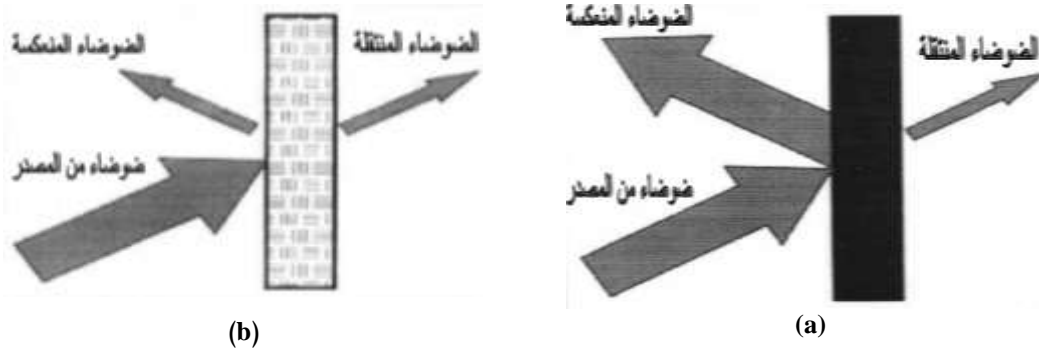 الضوضاء المنعكسة
الضوضاء المنتقلة
ضوضاء من المصدر
(b)
الضوضاء المنعكسة
الضوضاء المنتقلة
ضوضاء من المصدر
(a)